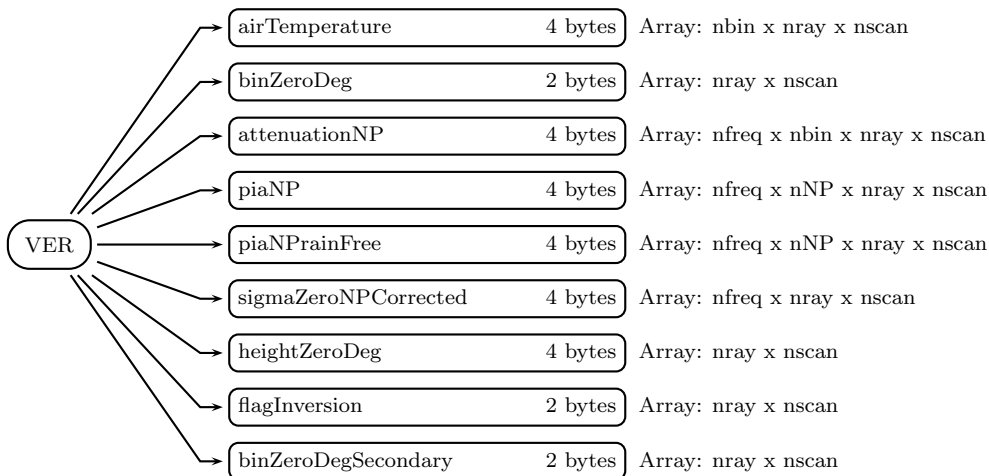 airTemperature 4 bytes Array: nbin x nray x nscan
binZeroDeg 2 bytes Array: nray x nscan
attenuationNP 4 bytes Array: nfreq x nbin x nray x nscan
piaNP 4 bytes Array: nfreq x nNP x nray x nscan
VER
piaNPrainFree 4 bytes Array: nfreq x nNP x nray x nscan
sigmaZeroNPCorrected 4 bytes Array: nfreq x nray x nscan
heightZeroDeg 4 bytes Array: nray x nscan
flagInversion 2 bytes Array: nray x nscan
binZeroDegSecondary 2 bytes Array: nray x nscan